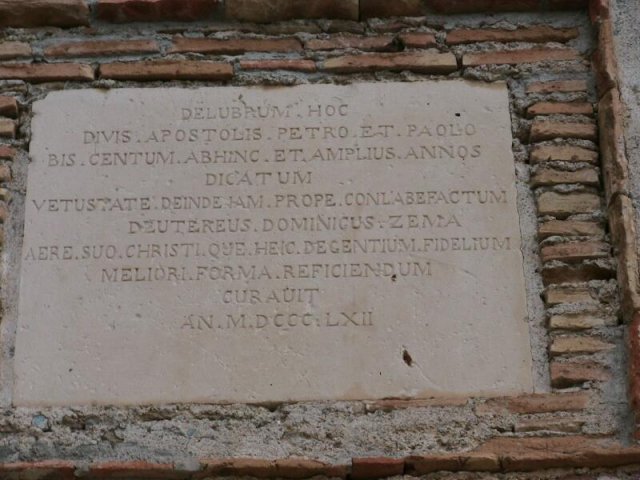 DELUBRUM HOC
DIVIS.APOSTOLIS.PETRO.ET.PAOLO
BIS.CENTUM.ABHINC.ET.AMPLIUS.ANNOS
DICATUM
VETUSTATE.DEINDE.IAM.PROPE.CONLABEFACTUM
DEUTEREUS.DOMINICUS.ZEMA
AERE.SUO.CHRISTI.QUE.HEIC.DEGENTIUM.FIDELIUM
MELIORI.FORMA.REFICIENDUM
CURAUIT
AN.M.DCCC.LXII